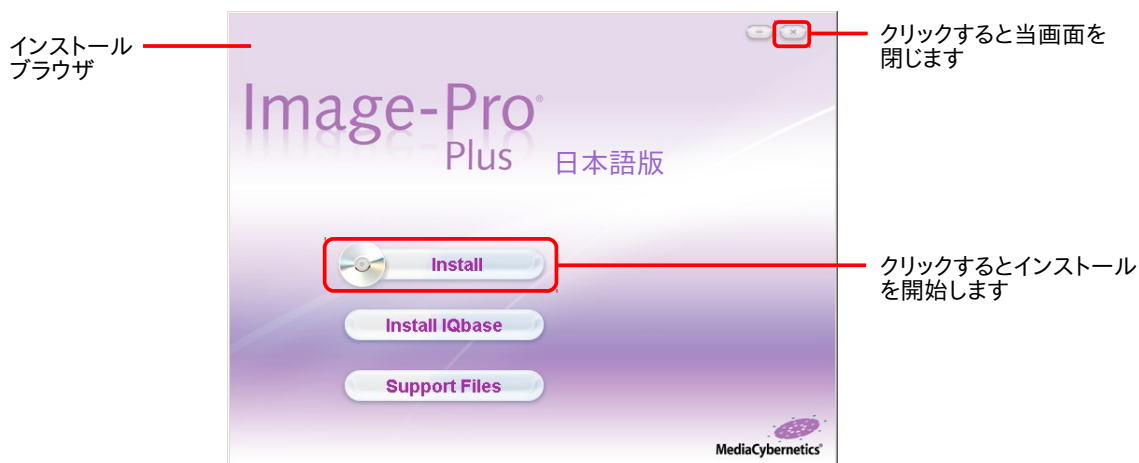 インストール
ブラウザ
クリックすると当画面を
閉じます
Image-Pro®
Plus 日本語版
Install
クリックするとインストール
を開始します
Install IQbase
Support Files
MediaCybernetics®